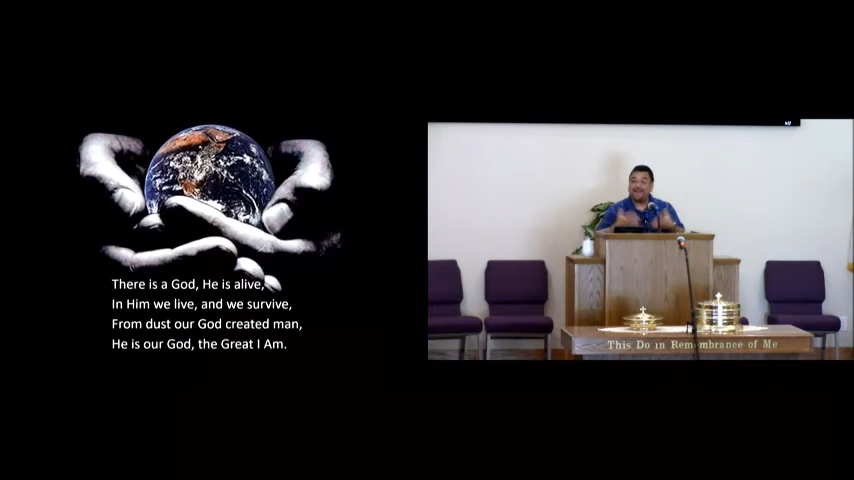 There is a God, He is alive,
In Him we live, and we survive,
From dust our God created man,
He is our God, the Great I Am.
This Do in Remembrance of Me